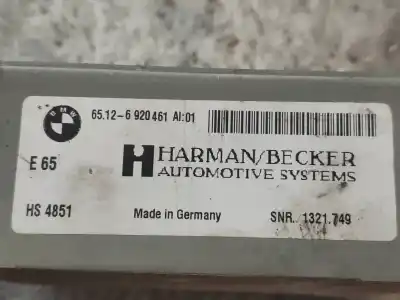 BMW
65.12-6 920 461 AI:01
E 65
HARMAN/BECKER
AUTOMOTIVE SYSTEMS
HS 4851
Made in Germany
SNR.. 1321.749